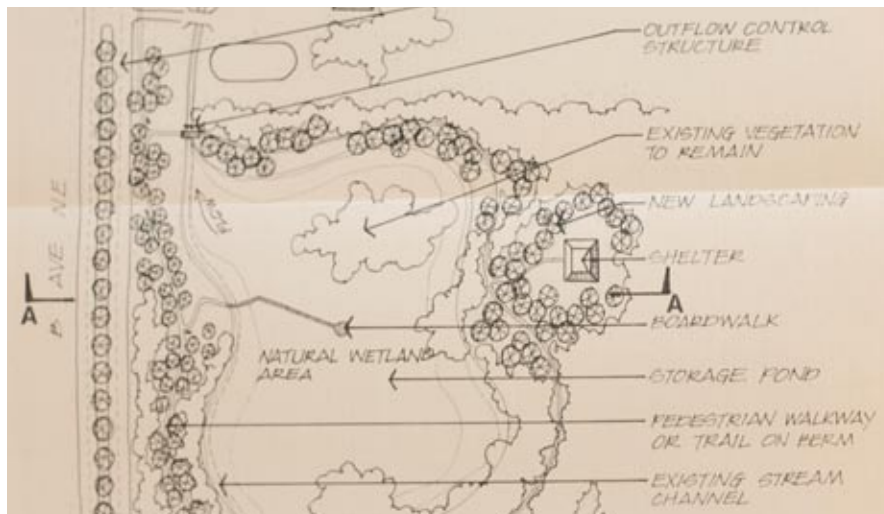 OUTFLOW CONTROL
STRUCTURE
EXISTING VEGETATION
TO REMAIN
NEW LANDSCAPING
SHELTER
FLOW
B AVE NE
A
A
BOARDWALK
NATURAL WETLAND
AREA
STORAGE POND
PEDESTRIAN WALKWAY
OR TRAIL ON BERM
EXISTING STREAM
CHANNEL